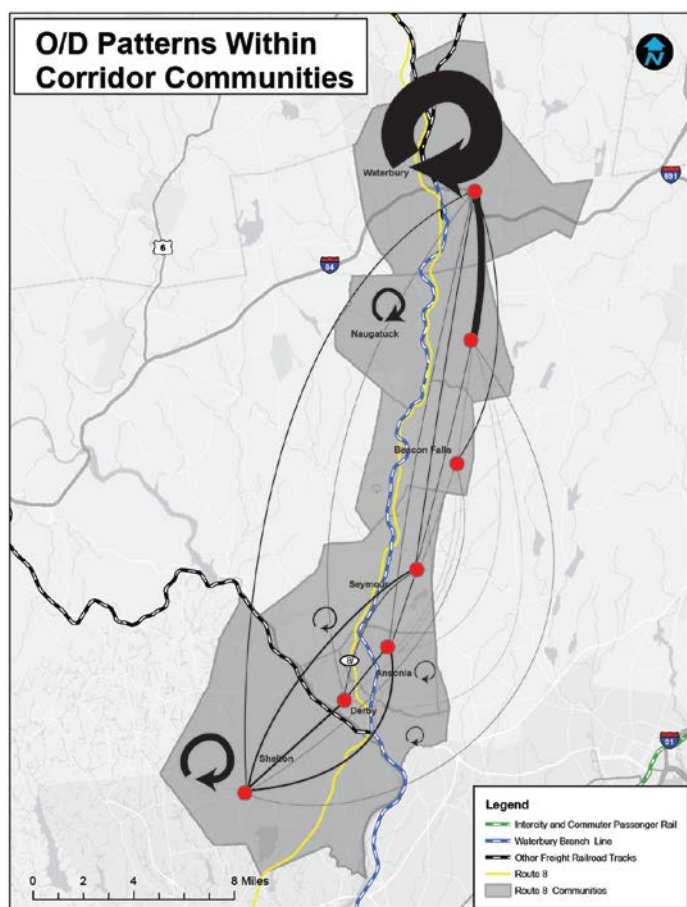 O/D Patterns Within
Corridor Communities
N
Waterbury
691
6
84
Naugatuck
Beacon Falls
Seymour
8
Ansonia
Derby
Shelton
91
Legend
Intercity and Commuter Passenger Rail
Waterbury Branch Line
Other Freight Railroad Tracks
Route 8
Route 8 Communities
0 2 4 8 Miles